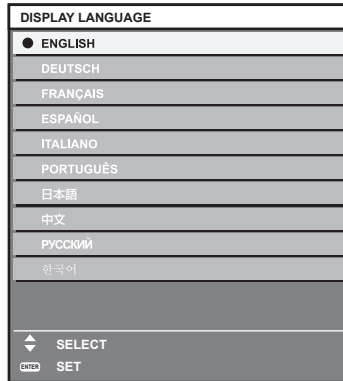 DISPLAY LANGUAGE
ENGLISH
DEUTSCH
FRANÇAIS
ESPAÑOL
ITALIANO
PORTUGUÊS
日本語
中文
РУССКИЙ
한국어
SELECT
ENTER SET